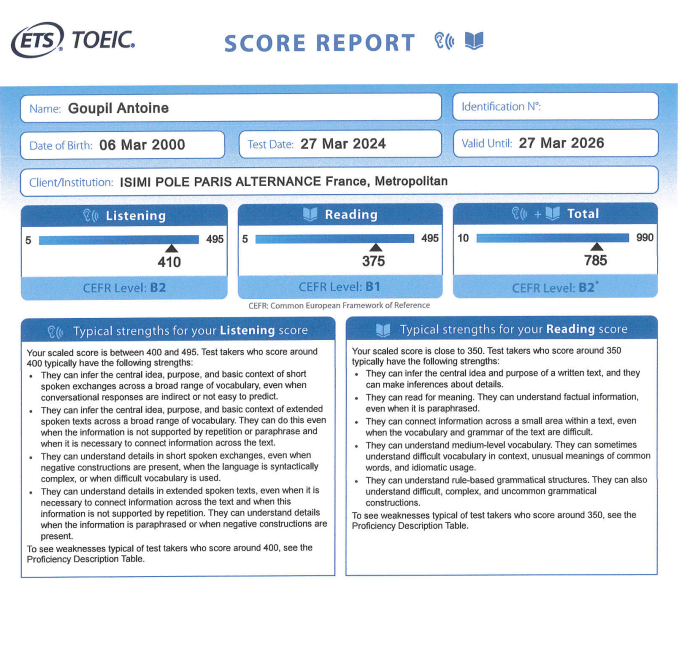 ETS® TOEIC®
SCORE REPORT
Name: Goupil Antoine
Identification N°:
Date of Birth: 06 Mar 2000
Test Date: 27 Mar 2024
Valid Until: 27 Mar 2026
Client/Institution: ISIMI POLE PARIS ALTERNANCE France, Metropolitan
Listening
5 495
410
CEFR Level: B2
Reading
5 495
375
CEFR Level: B1
+ Total
10 990
785
CEFR Level: B2*
CEFR: Common European Framework of Reference
Typical strengths for your Listening score
Your scaled score is between 400 and 495. Test takers who score around
400 typically have the following strengths:
• They can infer the central idea, purpose, and basic context of short
spoken exchanges across a broad range of vocabulary, even when
conversational responses are indirect or not easy to predict.
• They can infer the central idea, purpose, and basic context of extended
spoken texts across a broad range of vocabulary. They can do this even
when the information is not supported by repetition or paraphrase and
when it is necessary to connect information across the text.
• They can understand details in short spoken exchanges, even when
negative constructions are present, when the language is syntactically
complex, or when difficult vocabulary is used.
• They can understand details in extended spoken texts, even when it is
necessary to connect information across the text and when this
information is not supported by repetition. They can understand details
when the information is paraphrased or when negative constructions are
present.
To see weaknesses typical of test takers who score around 400, see the
Proficiency Description Table.
Typical strengths for your Reading score
Your scaled score is close to 350. Test takers who score around 350
typically have the following strengths:
• They can infer the central idea and purpose of a written text, and they
can make inferences about details.
• They can read for meaning. They can understand factual information,
even when it is paraphrased.
• They can connect information across a small area within a text, even
when the vocabulary and grammar of the text are difficult.
• They can understand medium-level vocabulary. They can sometimes
understand difficult vocabulary in context, unusual meanings of common
words, and idiomatic usage.
• They can understand rule-based grammatical structures. They can also
understand difficult, complex, and uncommon grammatical
constructions.
To see weaknesses typical of test takers who score around 350, see the
Proficiency Description Table.